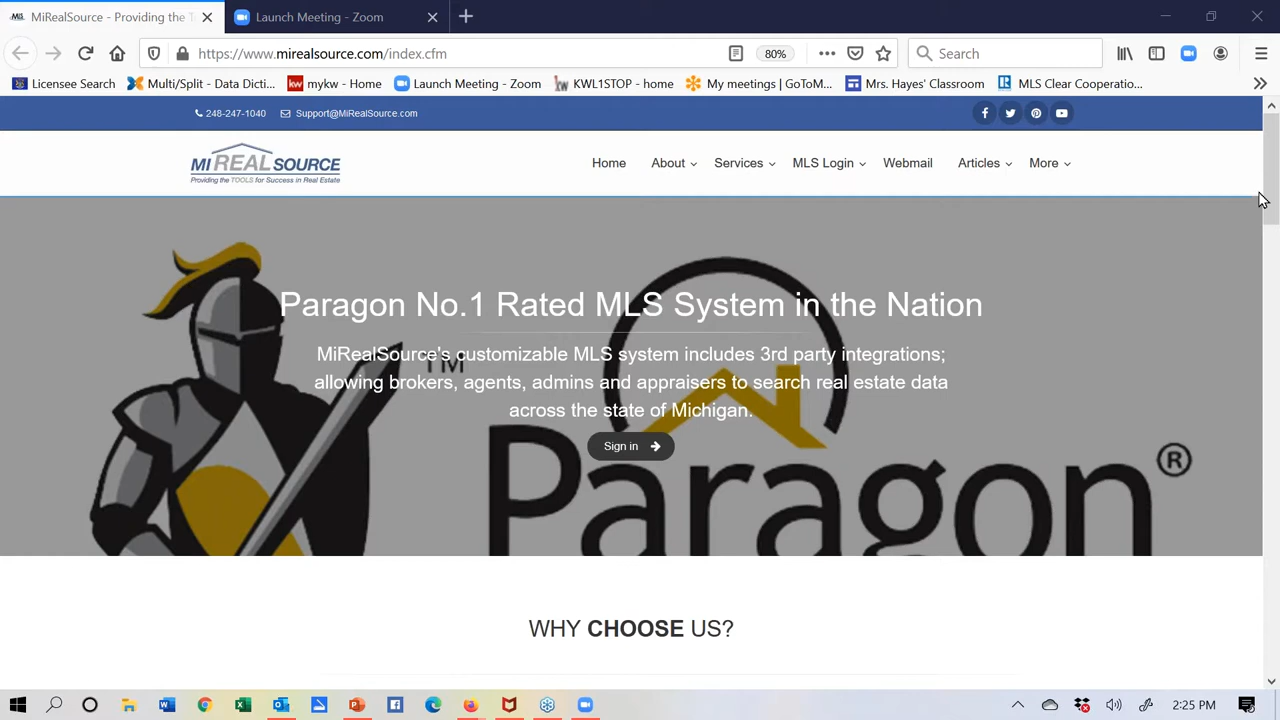 MiRealSource - Providing the T
Launch Meeting - Zoom
https://www.mirealsource.com/index.cfm
80%
Search
Licensee Search
Multi/Split - Data Dicti...
kw
mykw - Home
Launch Meeting - Zoom
KWL1STOP - home
My meetings | GoToM...
Mrs. Hayes' Classroom
MLS Clear Cooperatio...
248-247-1040
Support@MiRealSource.com
MI REAL SOURCE
Providing the TOOLS for Success in Real Estate
Home
About
Services
MLS Login
Webmail
Articles
More
Paragon No.1 Rated MLS System in the Nation
MiRealSource's customizable MLS system includes 3rd party integrations;
allowing brokers, agents, admins and appraisers to search real estate data
across the state of Michigan.
Sign in
TM
Paragon®
WHY CHOOSE US?
2:25 PM